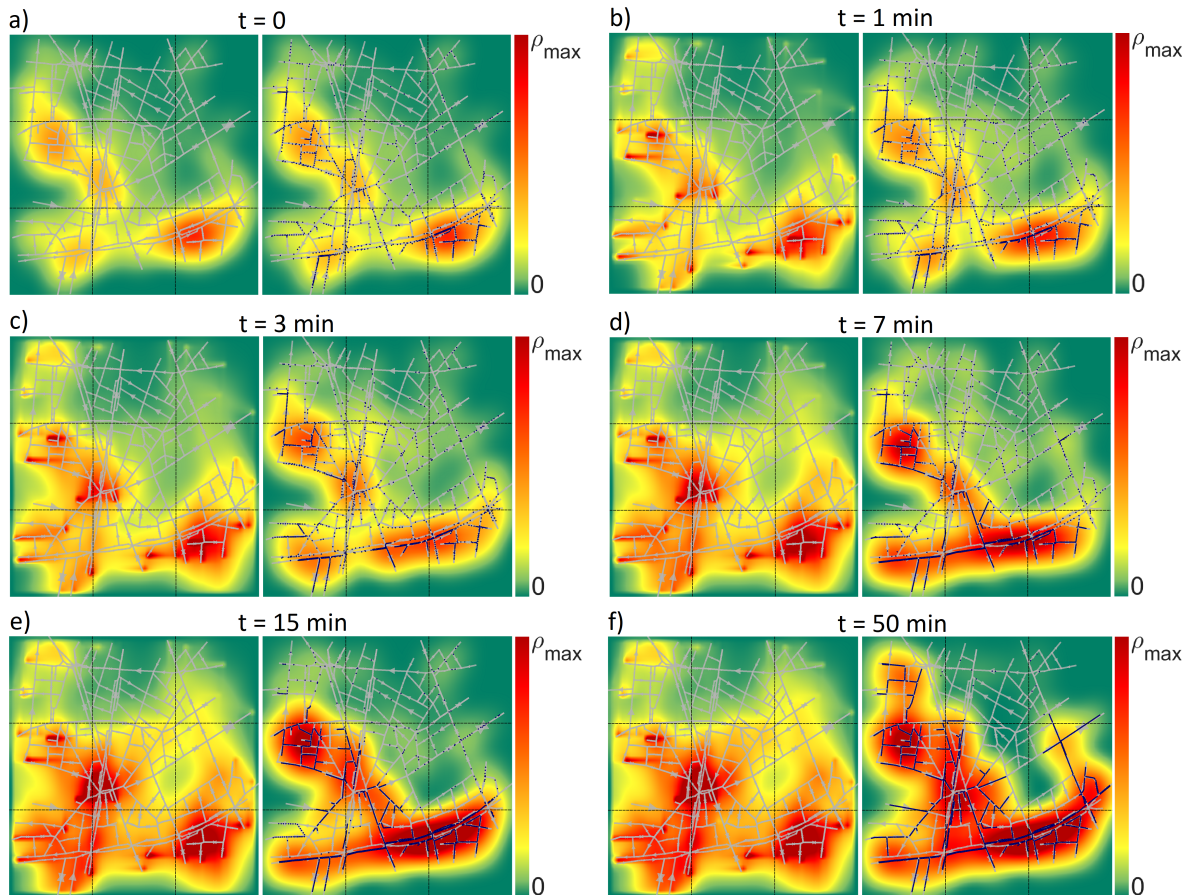 a) t = 0
ρmax
0
b) t = 1 min
ρmax
0
c) t = 3 min
ρmax
0
d) t = 7 min
ρmax
0
e) t = 15 min
ρmax
0
f) t = 50 min
ρmax
0